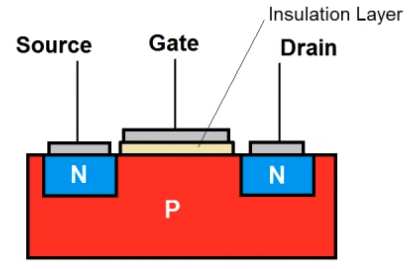 Insulation Layer
Source
Gate
Drain
N
N
P